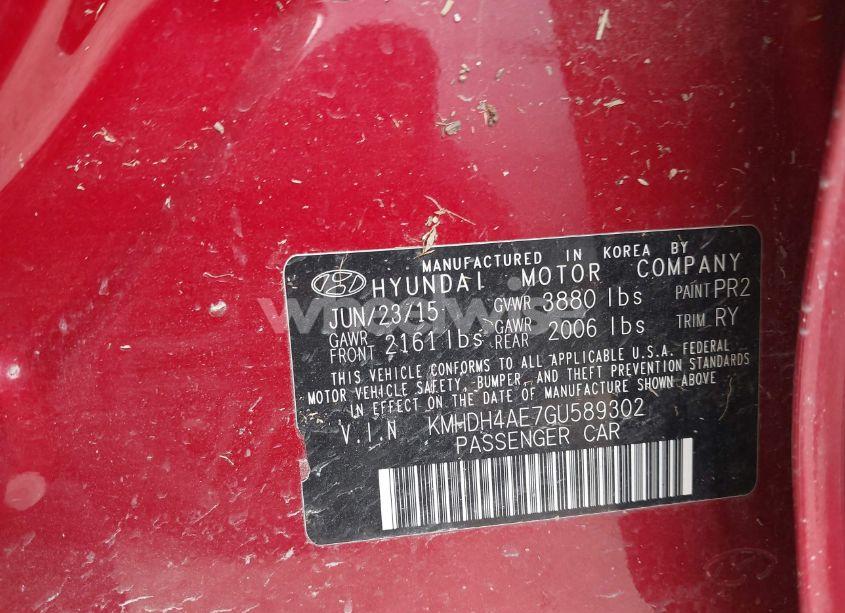 MANUFACTURED IN KOREA BY
HYUNDAI MOTOR COMPANY
JUN/23/15 GVWR 3880 lbs PAINT PR2
GAWR FRONT 2161 lbs GAWR REAR 2006 lbs TRIM RY
THIS VEHICLE CONFORMS TO ALL APPLICABLE U.S.A. FEDERAL
MOTOR VEHICLE SAFETY, BUMPER, AND THEFT PREVENTION STANDARDS
IN EFFECT ON THE DATE OF MANUFACTURE SHOWN ABOVE
V.I.N KMHDH4AE7GU589302
PASSENGER CAR